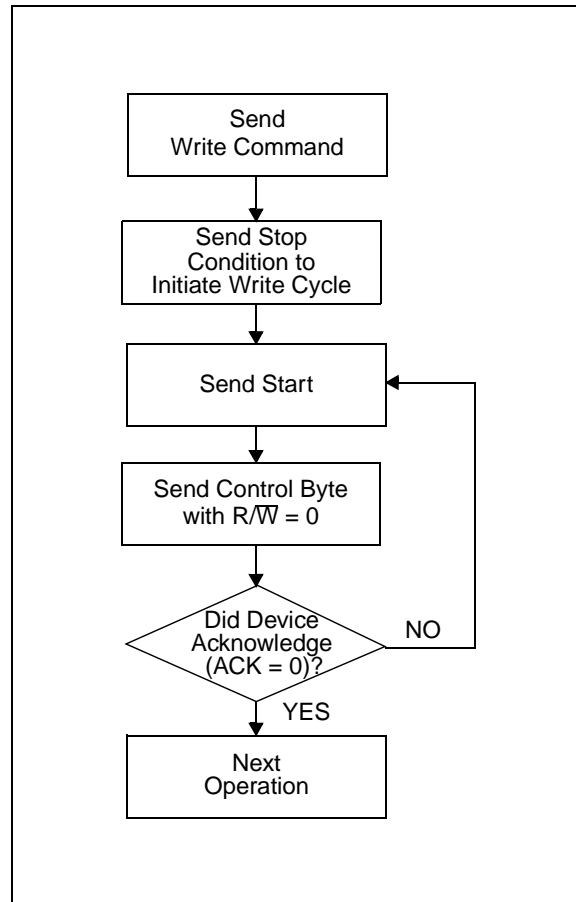 Send
Write Command
Send Stop
Condition to
Initiate Write Cycle
Send Start
Send Control Byte
with R/W̅ = 0
Did Device
Acknowledge
(ACK = 0)?
NO
YES
Next
Operation